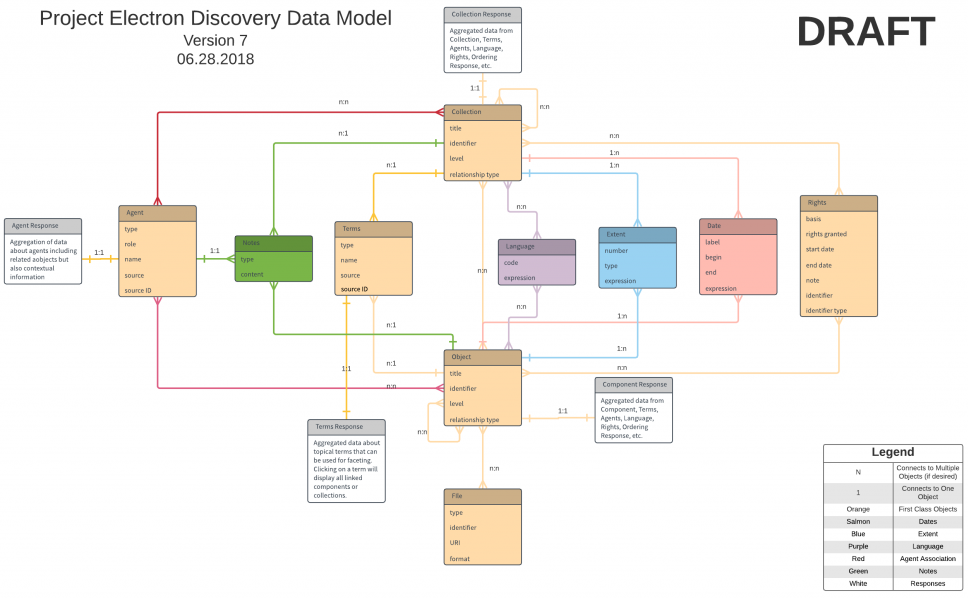 Project Electron Discovery Data Model
Version 7
06.28.2018
DRAFT
Collection Response
Aggregated data from
Collection, Terms,
Agents, Language,
Rights, Ordering
Response, etc.
1:1
n:n
Collection
title
identifier
level
relationship type
n:n
n:1
n:1
n:n
1:n
1:n
Agent Response
Aggregation of data
about agents including
related aobjects but
also contextual
information
1:1
Agent
type
role
name
source
source ID
1:1
Notes
type
content
Terms
type
name
source
source ID
n:n
n:n
Language
code
expression
Extent
number
type
expression
Date
label
begin
end
expression
Rights
basis
rights granted
start date
end date
note
identifier
identifier type
n:1
n:1
n:n
1:1
n:n
1:n
1:n
n:n
Object
title
identifier
level
relationship type
n:n
1:1
Component Response
Aggregated data from
Component, Terms,
Agents, Language,
Rights, Ordering
Response, etc.
Terms Response
Aggregated data about
topical terms that can
be used for faceting.
Clicking on a term will
display all linked
components or
collections.
n:n
File
type
identifier
URI
format
Legend
N Connects to Multiple
Objects (if desired)
1 Connects to One
Object
Orange First Class Objects
Salmon Dates
Blue Extent
Purple Language
Red Agent Association
Green Notes
White Responses